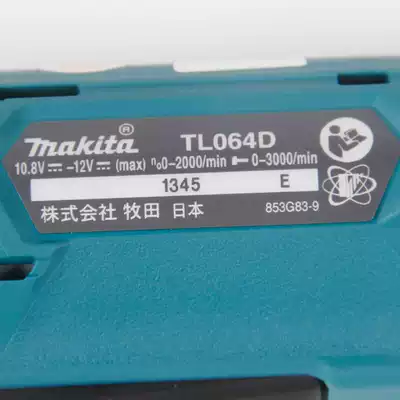 makita® TL064D
10.8V⎓ –12V⎓ (max) n₀0-2000/min 0-3000/min
1345 E
株式会社 牧田 日本 853G83-9